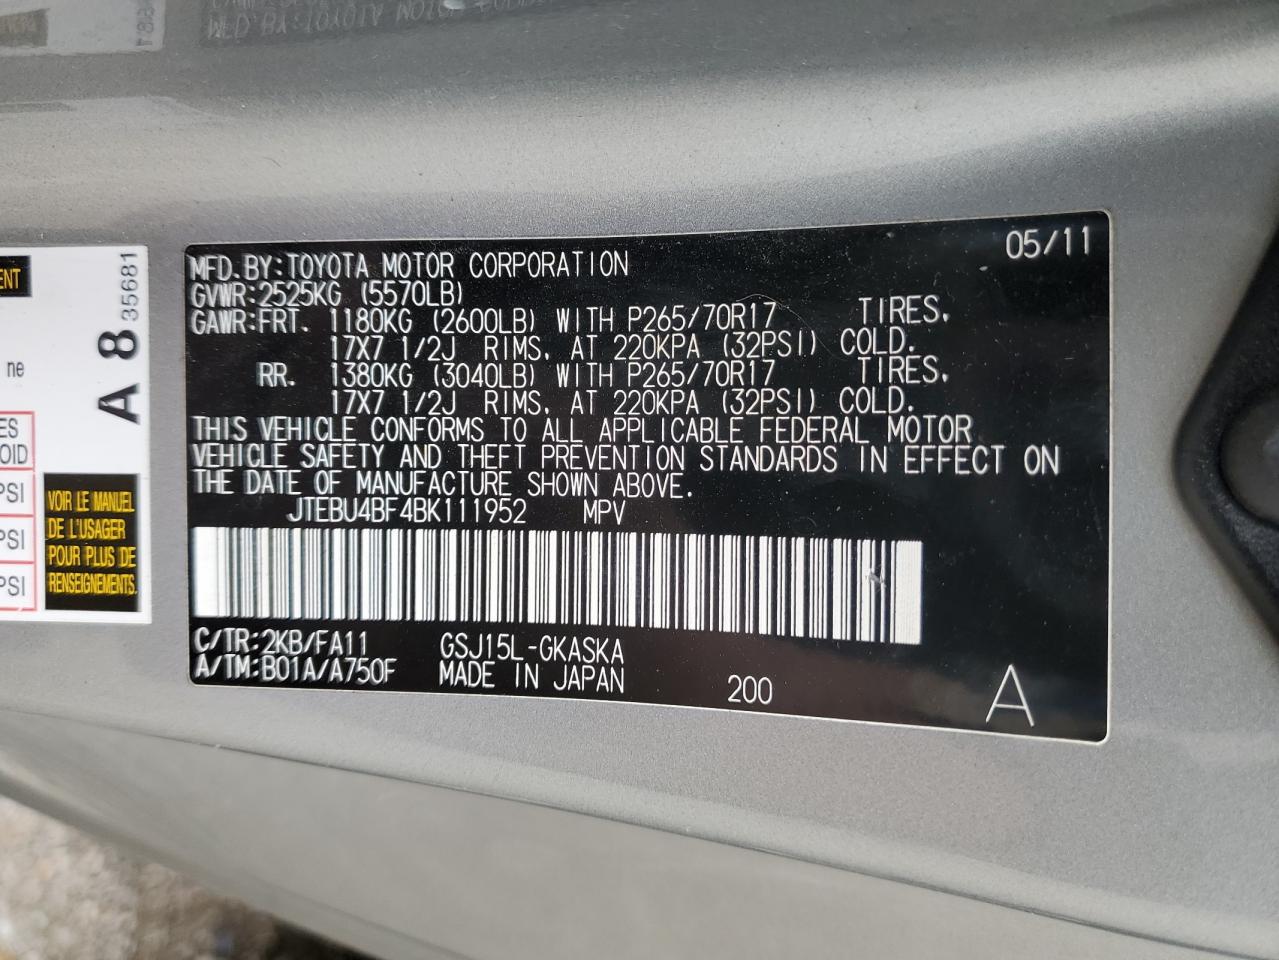 05/11
MFD.BY:TOYOTA MOTOR CORPORATION
GVWR:2525KG (5570LB)
GAWR:FRT. 1180KG (2600LB) WITH P265/70R17 TIRES,
17X7 1/2J RIMS, AT 220KPA (32PSI) COLD.
RR. 1380KG (3040LB) WITH P265/70R17 TIRES,
17X7 1/2J RIMS, AT 220KPA (32PSI) COLD.
THIS VEHICLE CONFORMS TO ALL APPLICABLE FEDERAL MOTOR
VEHICLE SAFETY AND THEFT PREVENTION STANDARDS IN EFFECT ON
THE DATE OF MANUFACTURE SHOWN ABOVE.
JTEBU4BF4BK111952 MPV
C/TR:2KB/FA11 GSJ15L-GKASKA
A/TM:B01A/A750F MADE IN JAPAN 200 A
A 8 35681
ne
PSI
PSI
PSI
VOIR LE MANUEL
DE L'USAGER
POUR PLUS DE
RENSEIGNEMENTS.